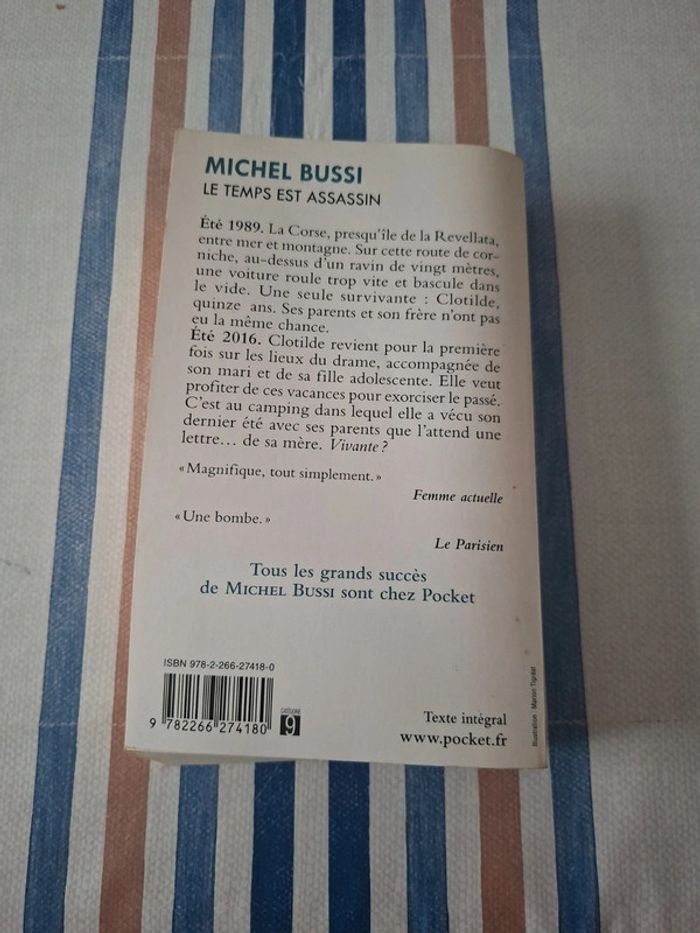 MICHEL BUSSI
LE TEMPS EST ASSASSIN
Été 1989. La Corse, presqu'île de la Revellata,
entre mer et montagne. Sur cette route de cor-
niche, au-dessus d'un ravin de vingt mètres,
une voiture roule trop vite et bascule dans
le vide. Une seule survivante : Clotilde,
quinze ans. Ses parents et son frère n'ont pas
eu la même chance.
Été 2016. Clotilde revient pour la première
fois sur les lieux du drame, accompagnée de
son mari et de sa fille adolescente. Elle veut
profiter de ces vacances pour exorciser le passé.
C'est au camping dans lequel elle a vécu son
dernier été avec ses parents que l'attend une
lettre... de sa mère. Vivante ?
« Magnifique, tout simplement. »
Femme actuelle
« Une bombe. »
Le Parisien
Tous les grands succès
de MICHEL BUSSI sont chez Pocket
ISBN 978-2-266-27418-0
9 782266 274180
CATÉGORIE
9
Texte intégral
www.pocket.fr
Illustration : Marion Tigréat